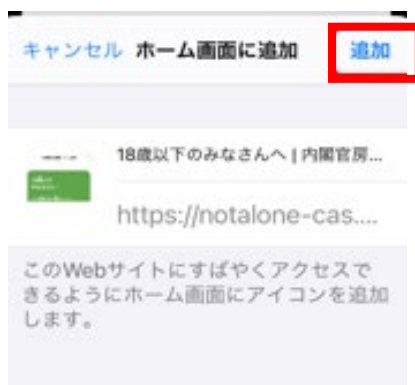 キャンセル ホーム画面に追加 追加
18歳以下のみなさんへ | 内閣官房...
https://notalone-cas....
このWebサイトにすばやくアクセスで
きるようにホーム画面にアイコンを追加
します。